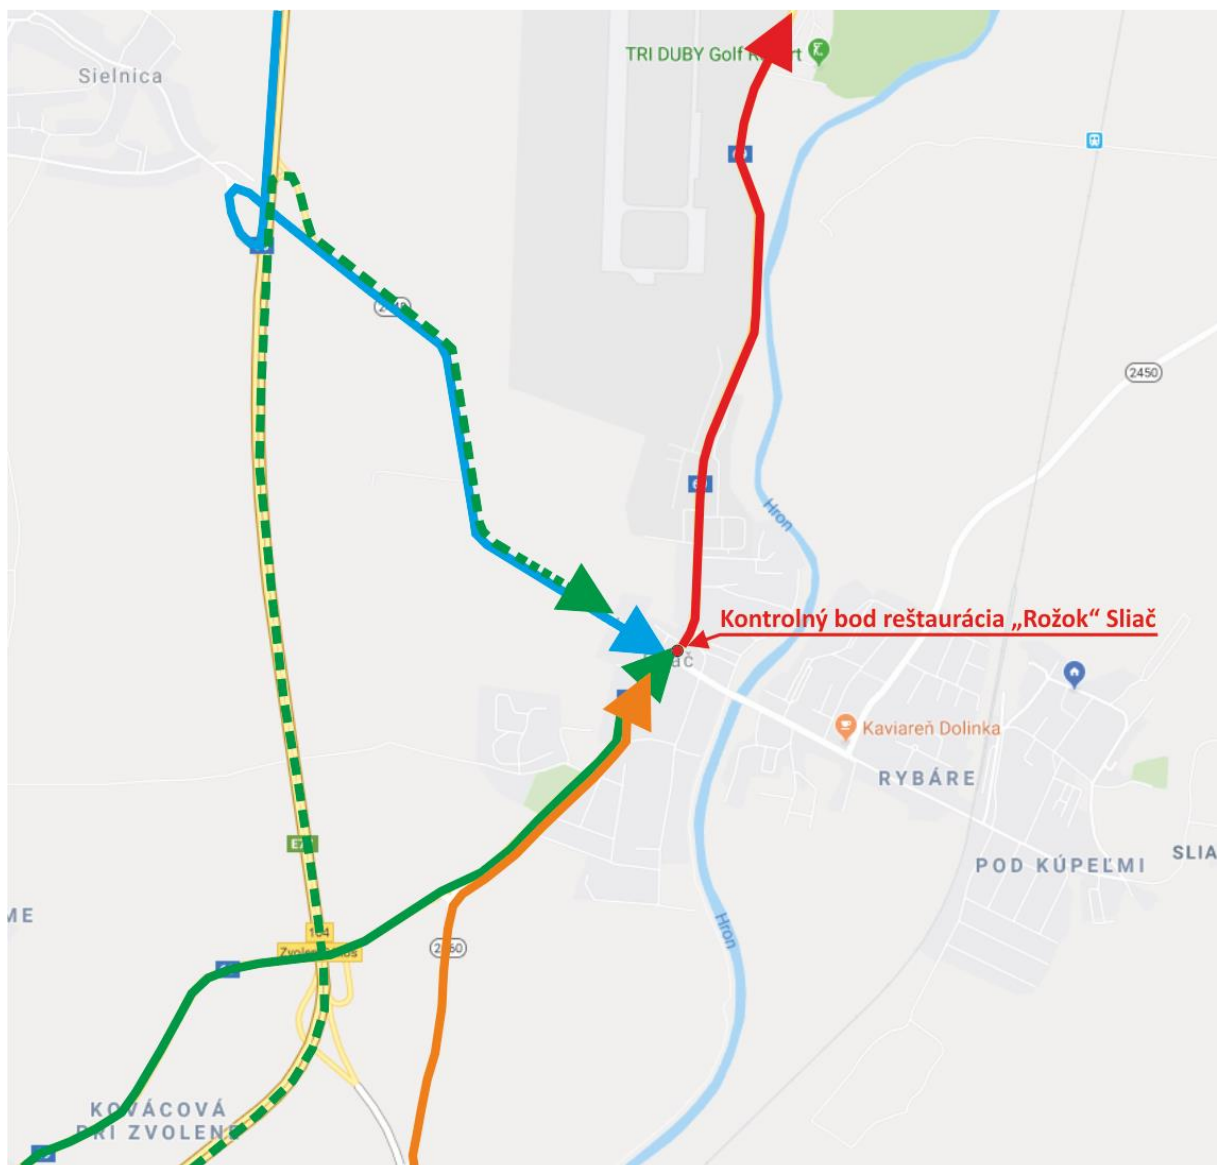 TRI DUBY Golf
Sielnica
2450
Hron
Kontrolný bod reštaurácia „Rožok“ Sliač
Kaviareň Dolinka
RYBÁRE
SLIA
POD KÚPEĽMI
ME
Hron
KOVÁCOVÁ
PRI ZVOLENE